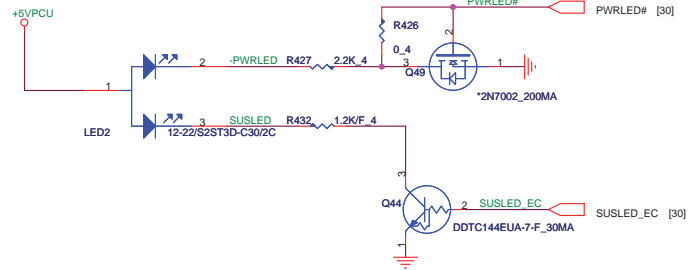 PWRLED#
+5VPCU
R426
PWRLED# [30]
2
0_4
2 -PWRLED R427 2.2K_4 3 1
Q49
1
*2N7002_200MA
3 SUSLED R432 1.2K/F_4
LED2 12-22/S2ST3D-C30/2C
3
Q44 2 SUSLED_EC
SUSLED_EC [30]
DDTC144EUA-7-F_30MA
1